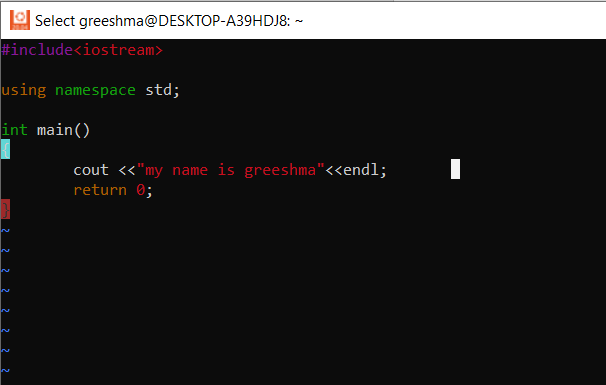 Select greeshma@DESKTOP-A39HDJ8: ~
#include<iostream>
using namespace std;
int main()
{
        cout <<"my name is greeshma"<<endl;
        return 0;
}
~
~
~
~
~
~
~
~